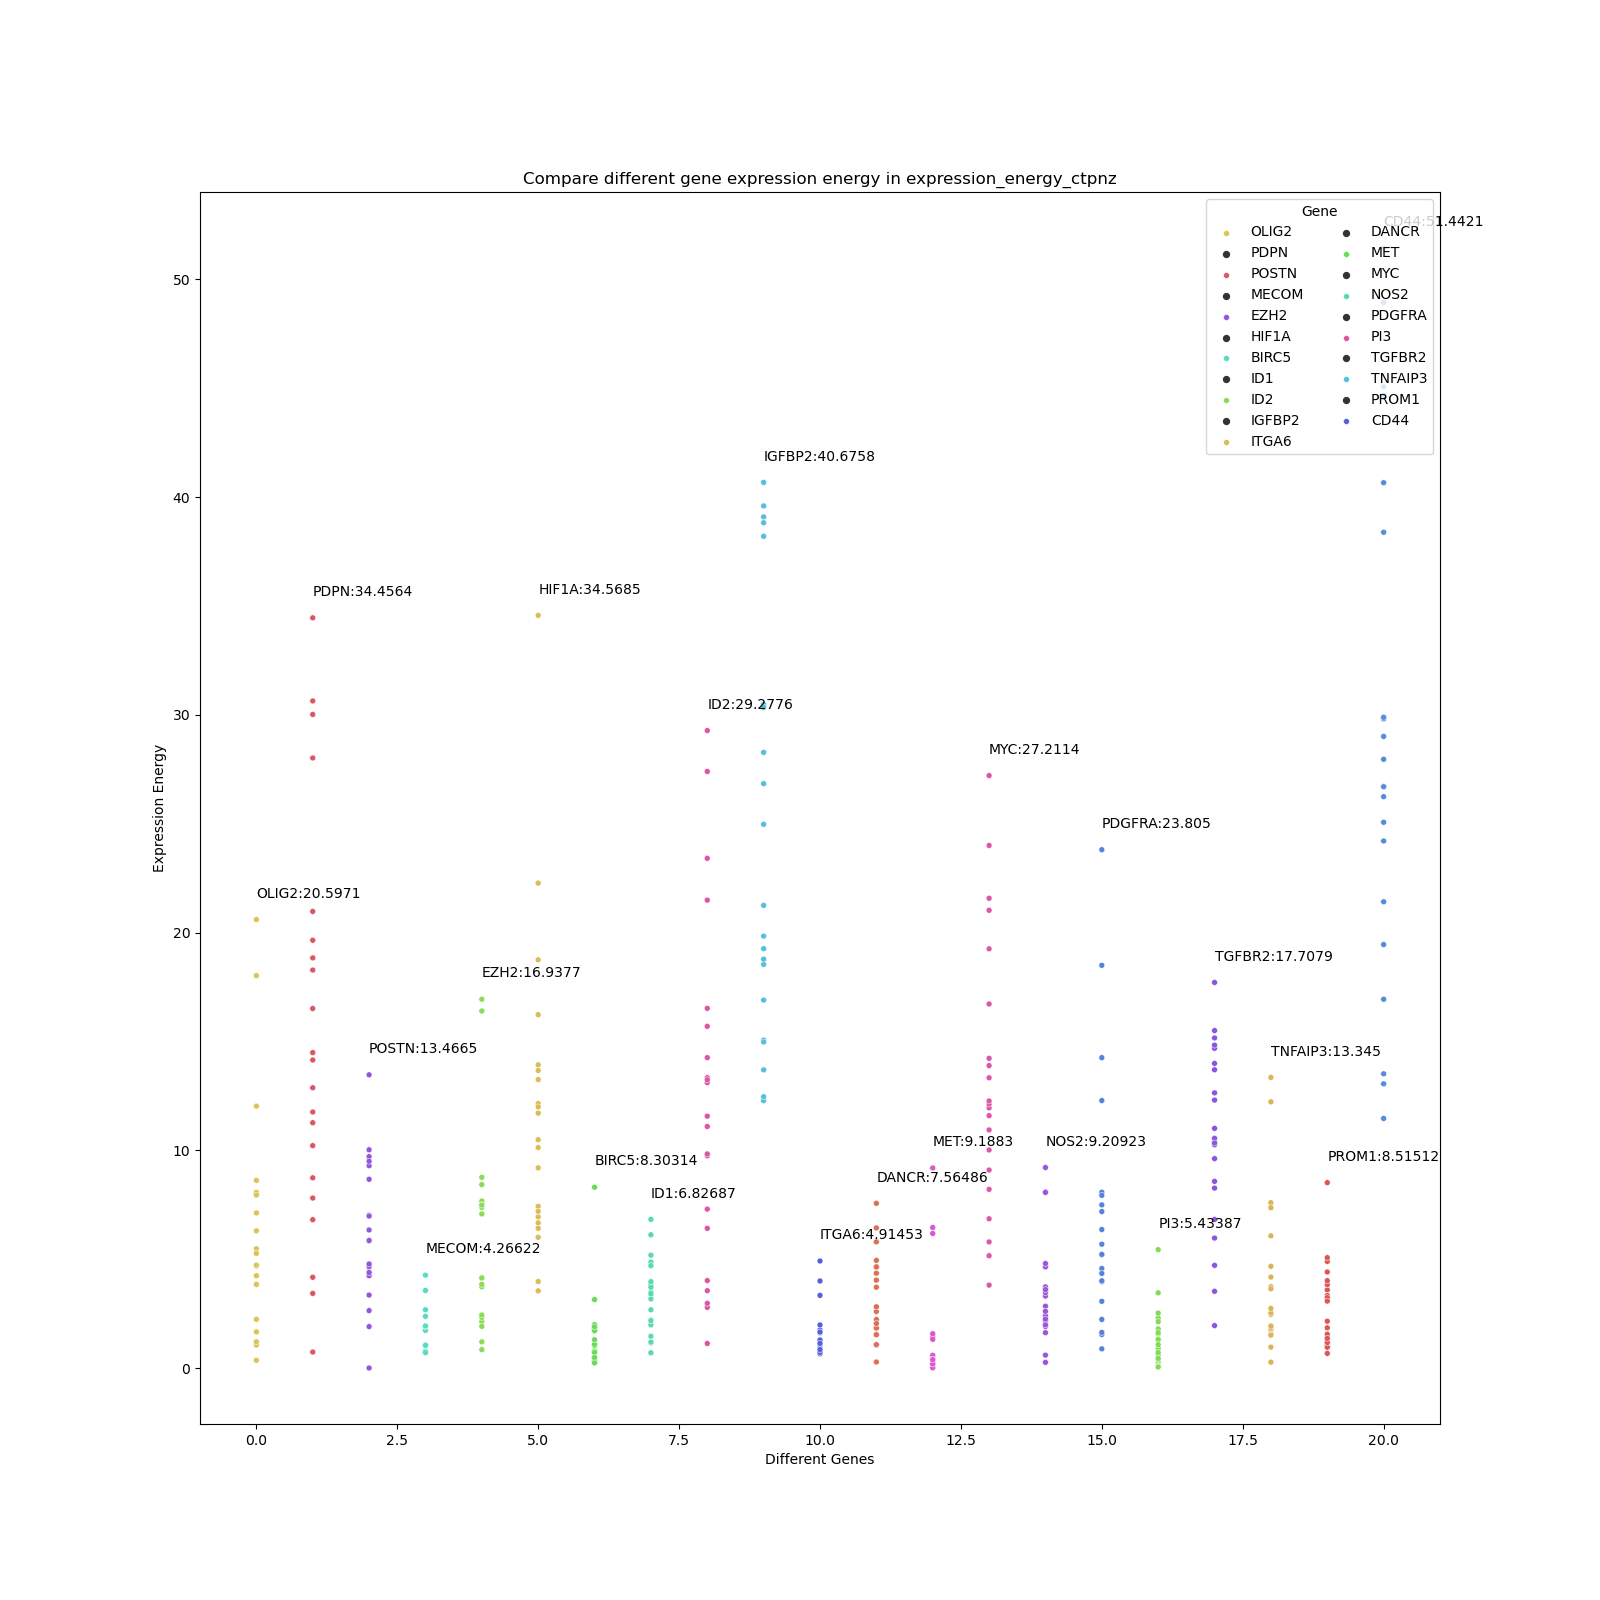 Compare different gene expression energy in expression_energy_ctpnz
Gene
OLIG2
PDPN
POSTN
MECOM
EZH2
HIF1A
BIRC5
ID1
ID2
IGFBP2
ITGA6
DANCR
MET
MYC
NOS2
PDGFRA
PI3
TGFBR2
TNFAIP3
PROM1
CD44
CD44:51.4421
IGFBP2:40.6758
PDPN:34.4564
HIF1A:34.5685
ID2:29.2776
MYC:27.2114
PDGFRA:23.805
OLIG2:20.5971
EZH2:16.9377
TGFBR2:17.7079
POSTN:13.4665
TNFAIP3:13.345
MET:9.1883
NOS2:9.20923
BIRC5:8.30314
PROM1:8.51512
DANCR:7.56486
ID1:6.82687
PI3:5.43387
ITGA6:4.91453
MECOM:4.26622
Expression Energy
50
40
30
20
10
0
0.0
2.5
5.0
7.5
10.0
12.5
15.0
17.5
20.0
Different Genes